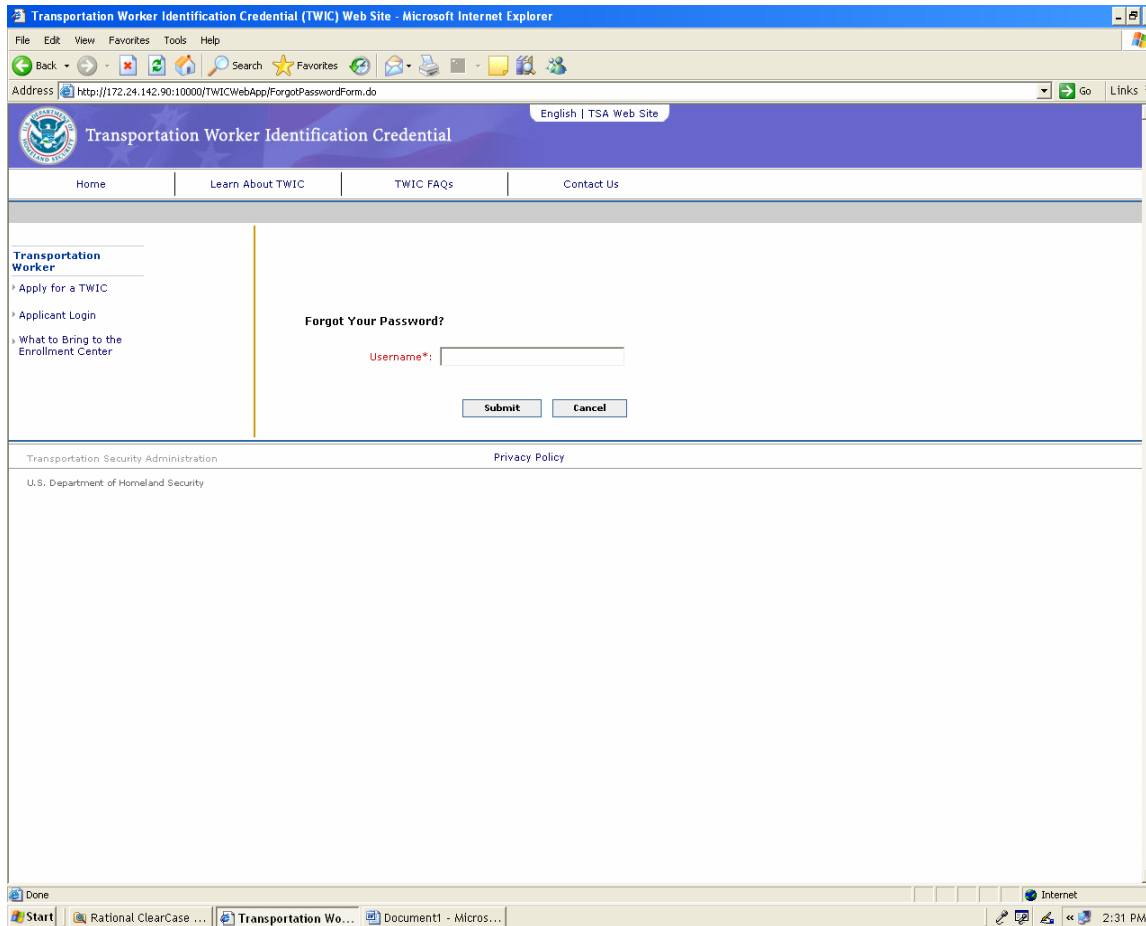 Transportation Worker Identification Credential (TWIC) Web Site - Microsoft Internet Explorer
File Edit View Favorites Tools Help
Back Search Favorites
Address http://172.24.142.90:10000/TWICWebApp/ForgotPasswordForm.do Go Links
English | TSA Web Site
Transportation Worker Identification Credential
Home Learn About TWIC TWIC FAQs Contact Us
Transportation
Worker
Apply for a TWIC
Applicant Login
What to Bring to the
Enrollment Center
Forgot Your Password?
Username*:
Submit Cancel
Transportation Security Administration Privacy Policy
U.S. Department of Homeland Security
Done Internet
Start Rational ClearCase ... Transportation Wo... Document1 - Micros... « 2:31 PM